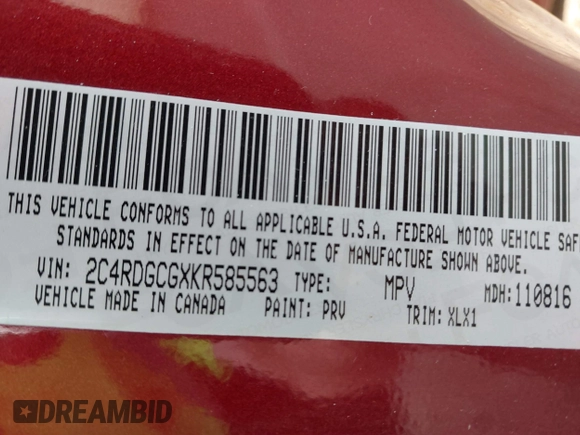 THIS VEHICLE CONFORMS TO ALL APPLICABLE U.S.A. FEDERAL MOTOR VEHICLE SAF
STANDARDS IN EFFECT ON THE DATE OF MANUFACTURE SHOWN ABOVE.
VIN: 2C4RDGCGXKR585563 TYPE: MPV MDH:110816
VEHICLE MADE IN CANADA PAINT: PRV TRIM:XLX1
DREAMBID